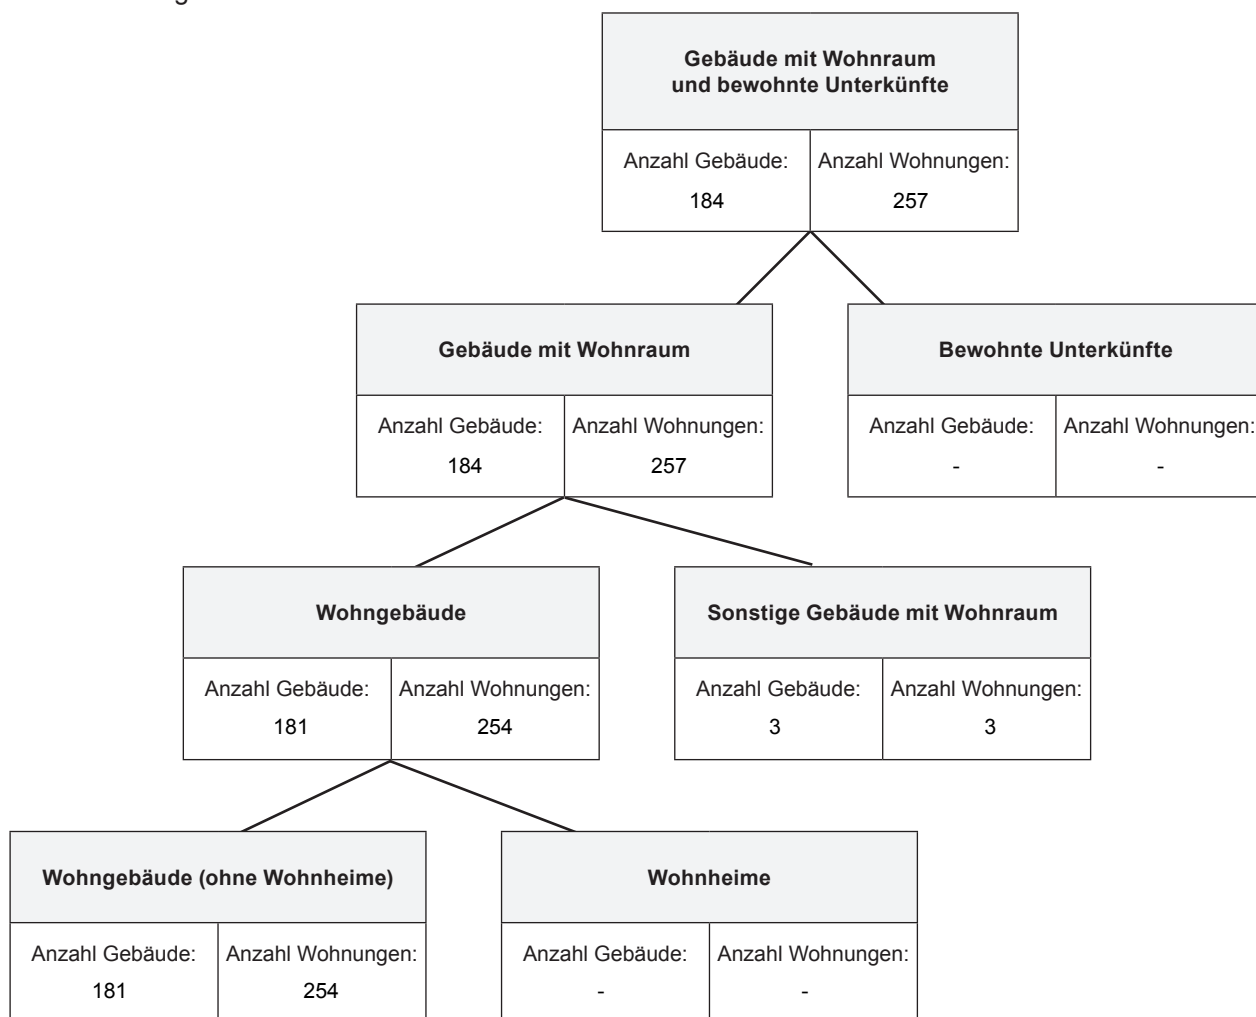 Gebäude mit Wohnraum
und bewohnte Unterkünfte
Anzahl Gebäude: Anzahl Wohnungen:
184 257
Gebäude mit Wohnraum
Anzahl Gebäude: Anzahl Wohnungen:
184 257
Bewohnte Unterkünfte
Anzahl Gebäude: Anzahl Wohnungen:
- -
Wohngebäude
Anzahl Gebäude: Anzahl Wohnungen:
181 254
Sonstige Gebäude mit Wohnraum
Anzahl Gebäude: Anzahl Wohnungen:
3 3
Wohngebäude (ohne Wohnheime)
Anzahl Gebäude: Anzahl Wohnungen:
181 254
Wohnheime
Anzahl Gebäude: Anzahl Wohnungen:
- -